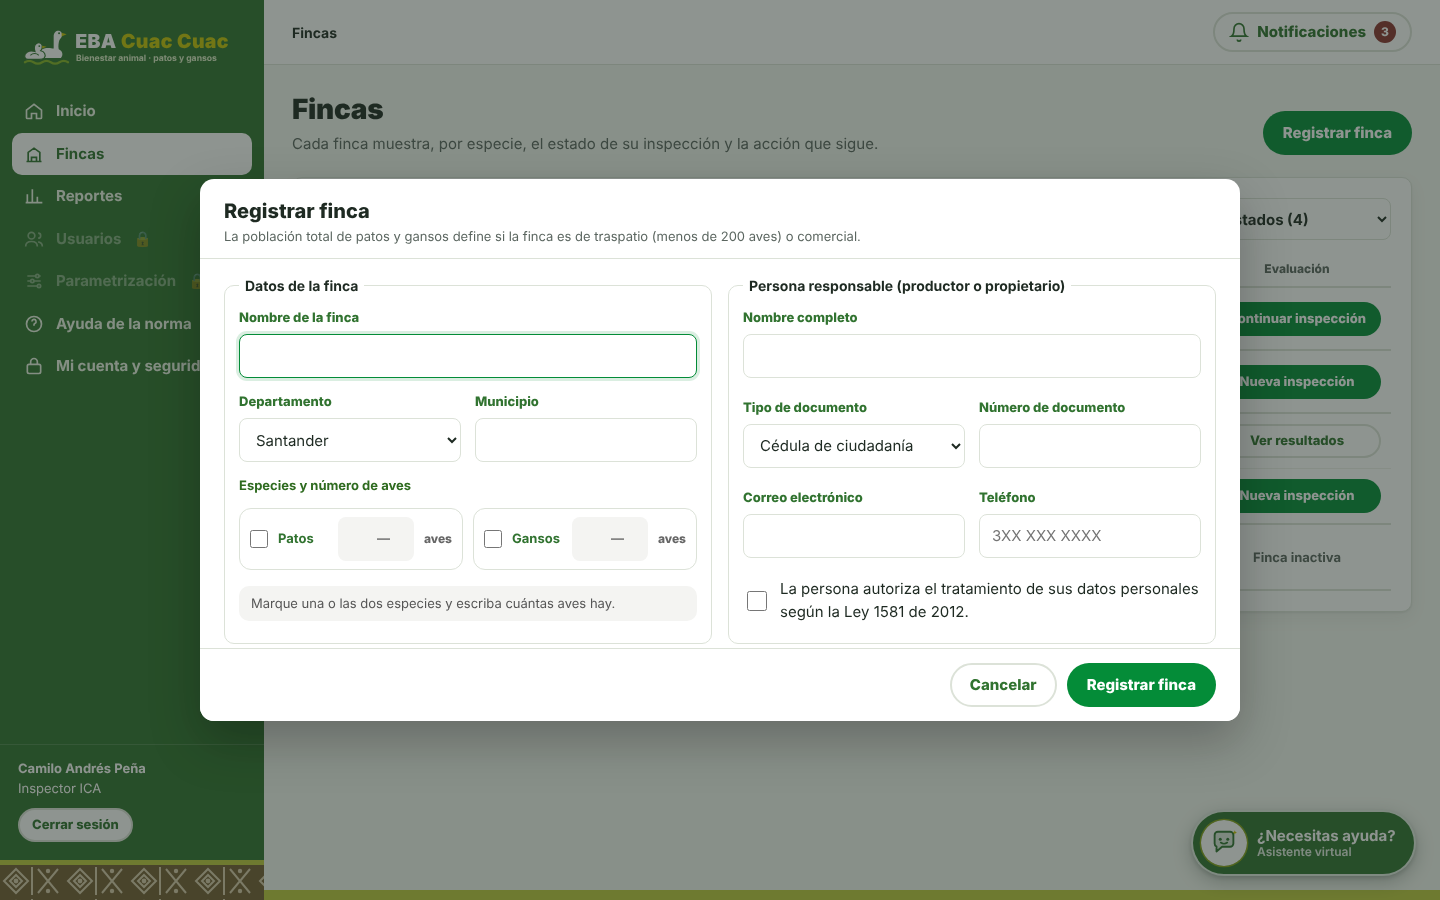 EBA Cuac Cuac
Bienestar animal · patos y gansos
Inicio
Fincas
Reportes
Usuarios
Parametrización
Ayuda de la norma
Mi cuenta y segurid
Camilo Andrés Peña
Inspector ICA
Cerrar sesión
Fincas
Notificaciones 3
Fincas
Cada finca muestra, por especie, el estado de su inspección y la acción que sigue.
Registrar finca
stados (4)
Evaluación
ontinuar inspección
Nueva inspección
Ver resultados
Nueva inspección
Finca inactiva
Registrar finca
La población total de patos y gansos define si la finca es de traspatio (menos de 200 aves) o comercial.
Datos de la finca
Nombre de la finca
Departamento Municipio
Santander
Especies y número de aves
Patos — aves Gansos — aves
Marque una o las dos especies y escriba cuántas aves hay.
Persona responsable (productor o propietario)
Nombre completo
Tipo de documento Número de documento
Cédula de ciudadanía
Correo electrónico Teléfono
3XX XXX XXXX
La persona autoriza el tratamiento de sus datos personales
según la Ley 1581 de 2012.
Cancelar Registrar finca
¿Necesitas ayuda?
Asistente virtual